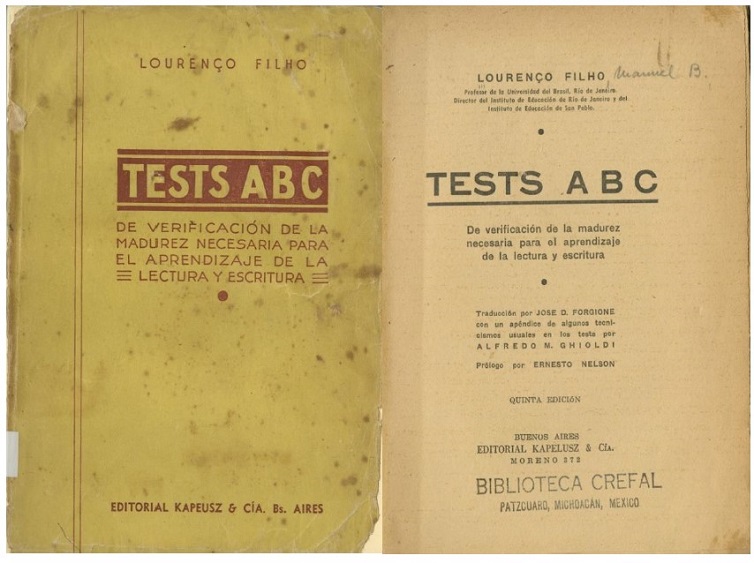 LOURENÇO FILHO
TESTS ABC
DE VERIFICACIÓN DE LA
MADUREZ NECESARIA PARA
EL APRENDIZAJE DE LA
LECTURA Y ESCRITURA
EDITORIAL KAPEUSZ & CÍA. Bs. AIRES
LOURENÇO FILHO
Manuel B.
Profesor de la Universidad del Brasil, Río de Janeiro.
Director del Instituto de Educación de Río de Janeiro y del
Instituto de Educación de San Pablo.
TESTS ABC
De verificación de la madurez
necesaria para el aprendizaje
de la lectura y escritura
Traducción por JOSE D. FORGIONE
con un apéndice de algunos tecni-
cismos usuales en los tests por
ALFREDO M. GHIOLDI
Prólogo por ERNESTO NELSON
QUINTA EDICIÓN
BUENOS AIRES
EDITORIAL KAPELUSZ & Cía.
MORENO 372
BIBLIOTECA CREFAL
PATZCUARO, MICHOACAN, MEXICO